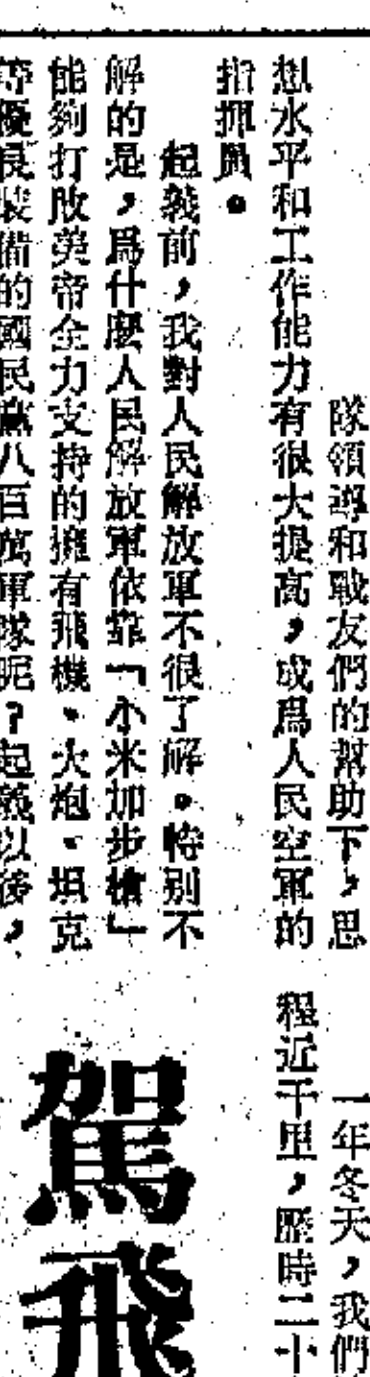 隊領導和戰友們的幫助下，思
想水平和工作能力有很大提高，成爲人民空軍的
指揮員。
起義前，我對人民解放軍不很了解。特別不
解的是，爲什麼人民解放軍依靠「小米加步槍」
能夠打敗美帝全力支持的擁有飛機、大炮、坦克
等優良裝備的國民黨八百萬軍隊呢？起義以後，
一年冬天，我們
程近千里，歷時二十
駕飛